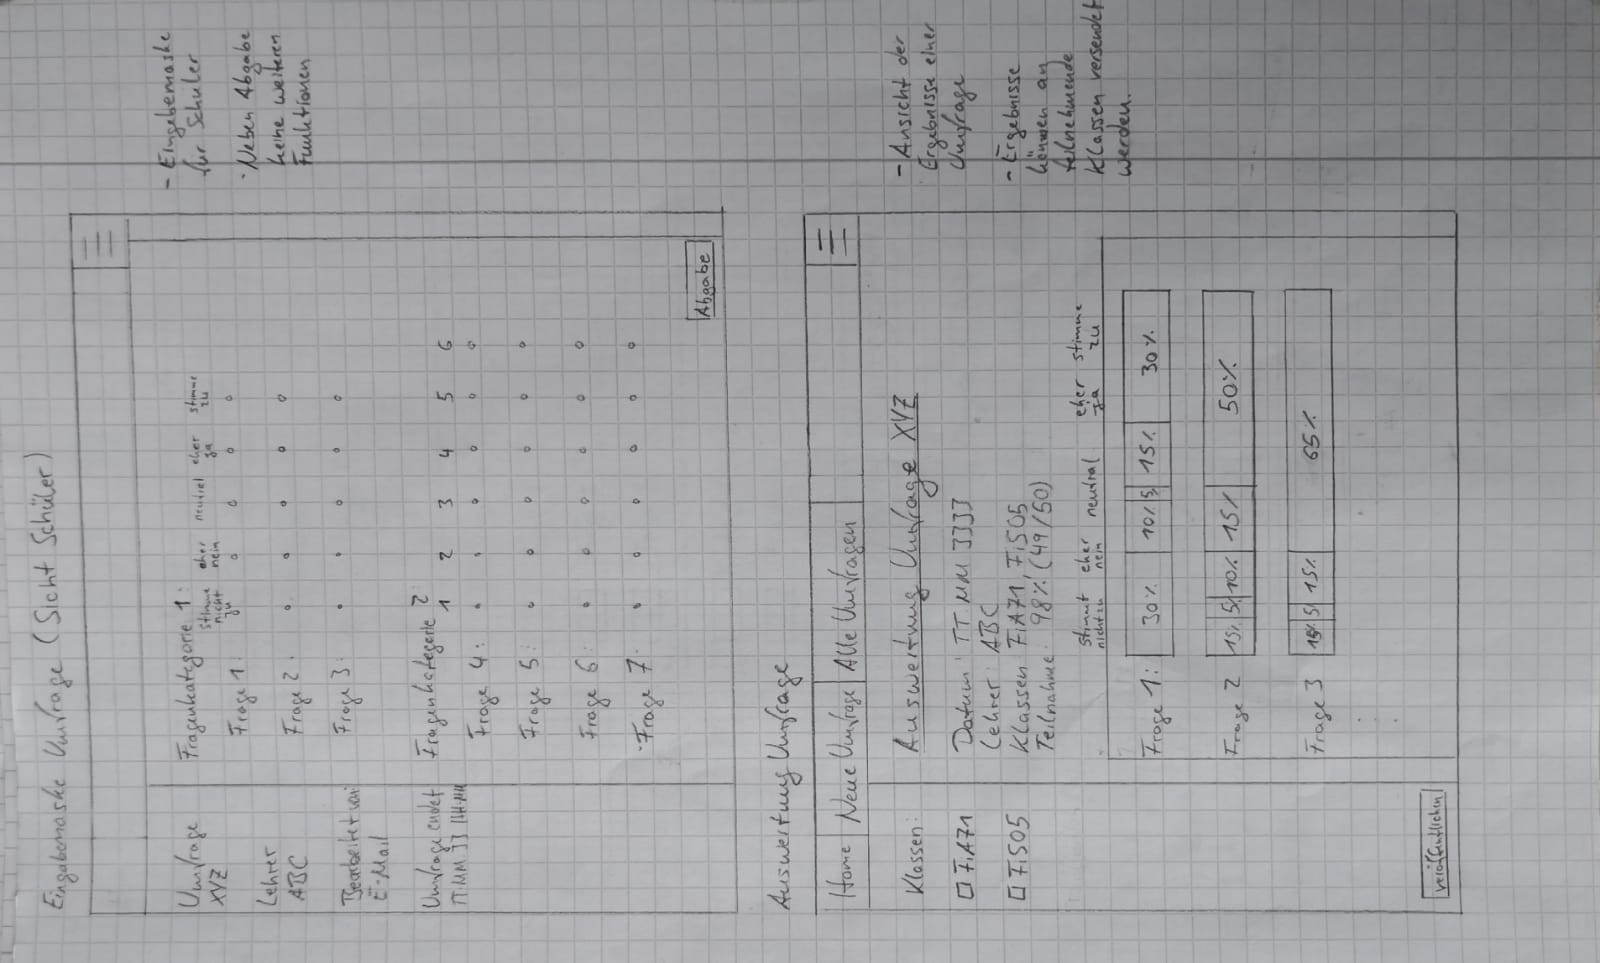 Eingabemaske Umfrage (Sicht Schüler)
Umfrage
XYZ
Lehrer
ABC
Bearbeitet von:
E-Mail
Umfrage endet
TT.MM JJ HH:MM
Fragenkategorie 1:
stimme
nicht
zu
eher
nein
neutral
eher
ja
stimme
zu
Frage 1:
Frage 2:
Frage 3:
Fragenkategorie 2:
1 2 3 4 5 6
Frage 4:
Frage 5:
Frage 6:
Frage 7:
Abgabe
- Eingabemaske
für Schüler
- Neben Abgabe
keine weiteren
Funktionen
Auswertung Umfrage
Home
Neue Umfrage
Alle Umfragen
Klassen:
FiA71
FiS05
veröffentlichen
Auswertung Umfrage XYZ
Datum: TT MM JJJJ
Lehrer: ABC
Klassen FiA71, FiS05
Teilnahme: 98% (49/50)
stimmt
nicht zu
eher
nein
neutral
eher
ja
stimme
zu
Frage 1: 30% 10% 5% 15% 30%
Frage 2 15% 5% 10% 15% 50%
Frage 3 15% 5% 15% 65%
- Ansicht der
Ergebnisse einer
Umfrage
- Ergebnisse
können an
teilnehmende
Klassen versendet
werden.